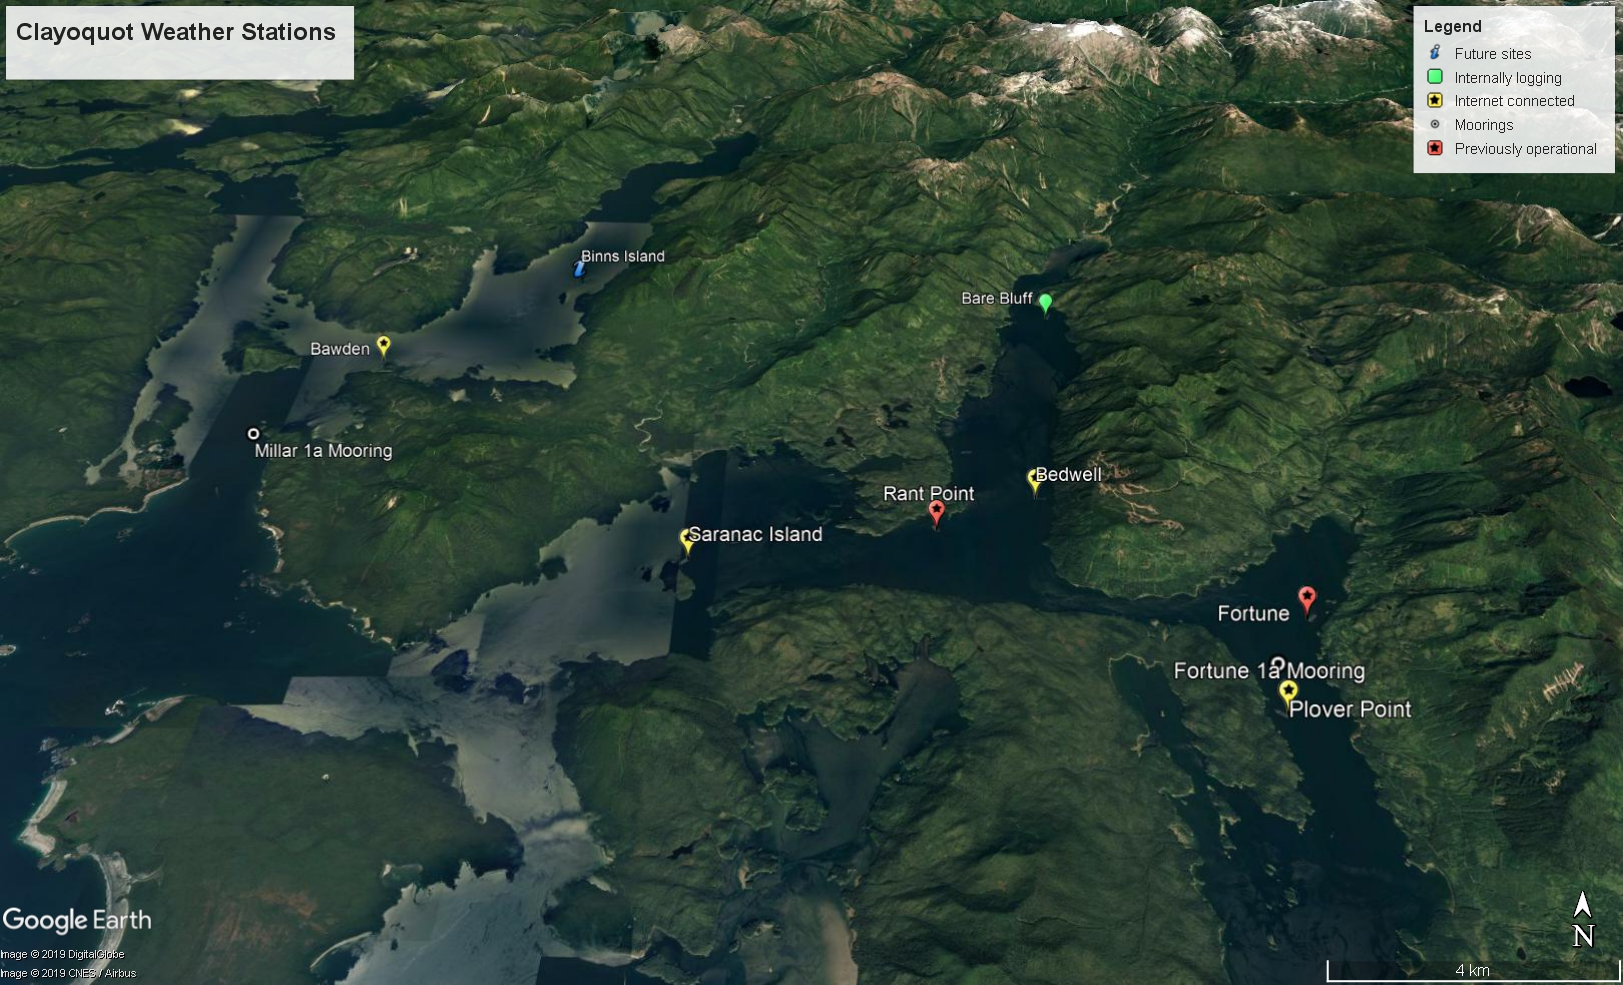 Clayoquot Weather Stations
Legend
Future sites
Internally logging
Internet connected
Moorings
Previously operational
Binns Island
Bare Bluff
Bawden
Millar 1a Mooring
Bedwell
Rant Point
Saranac Island
Fortune
Fortune 1a Mooring
Plover Point
Google Earth
Image © 2019 DigitalGlobe
Image © 2019 CNES / Airbus
N
4 km